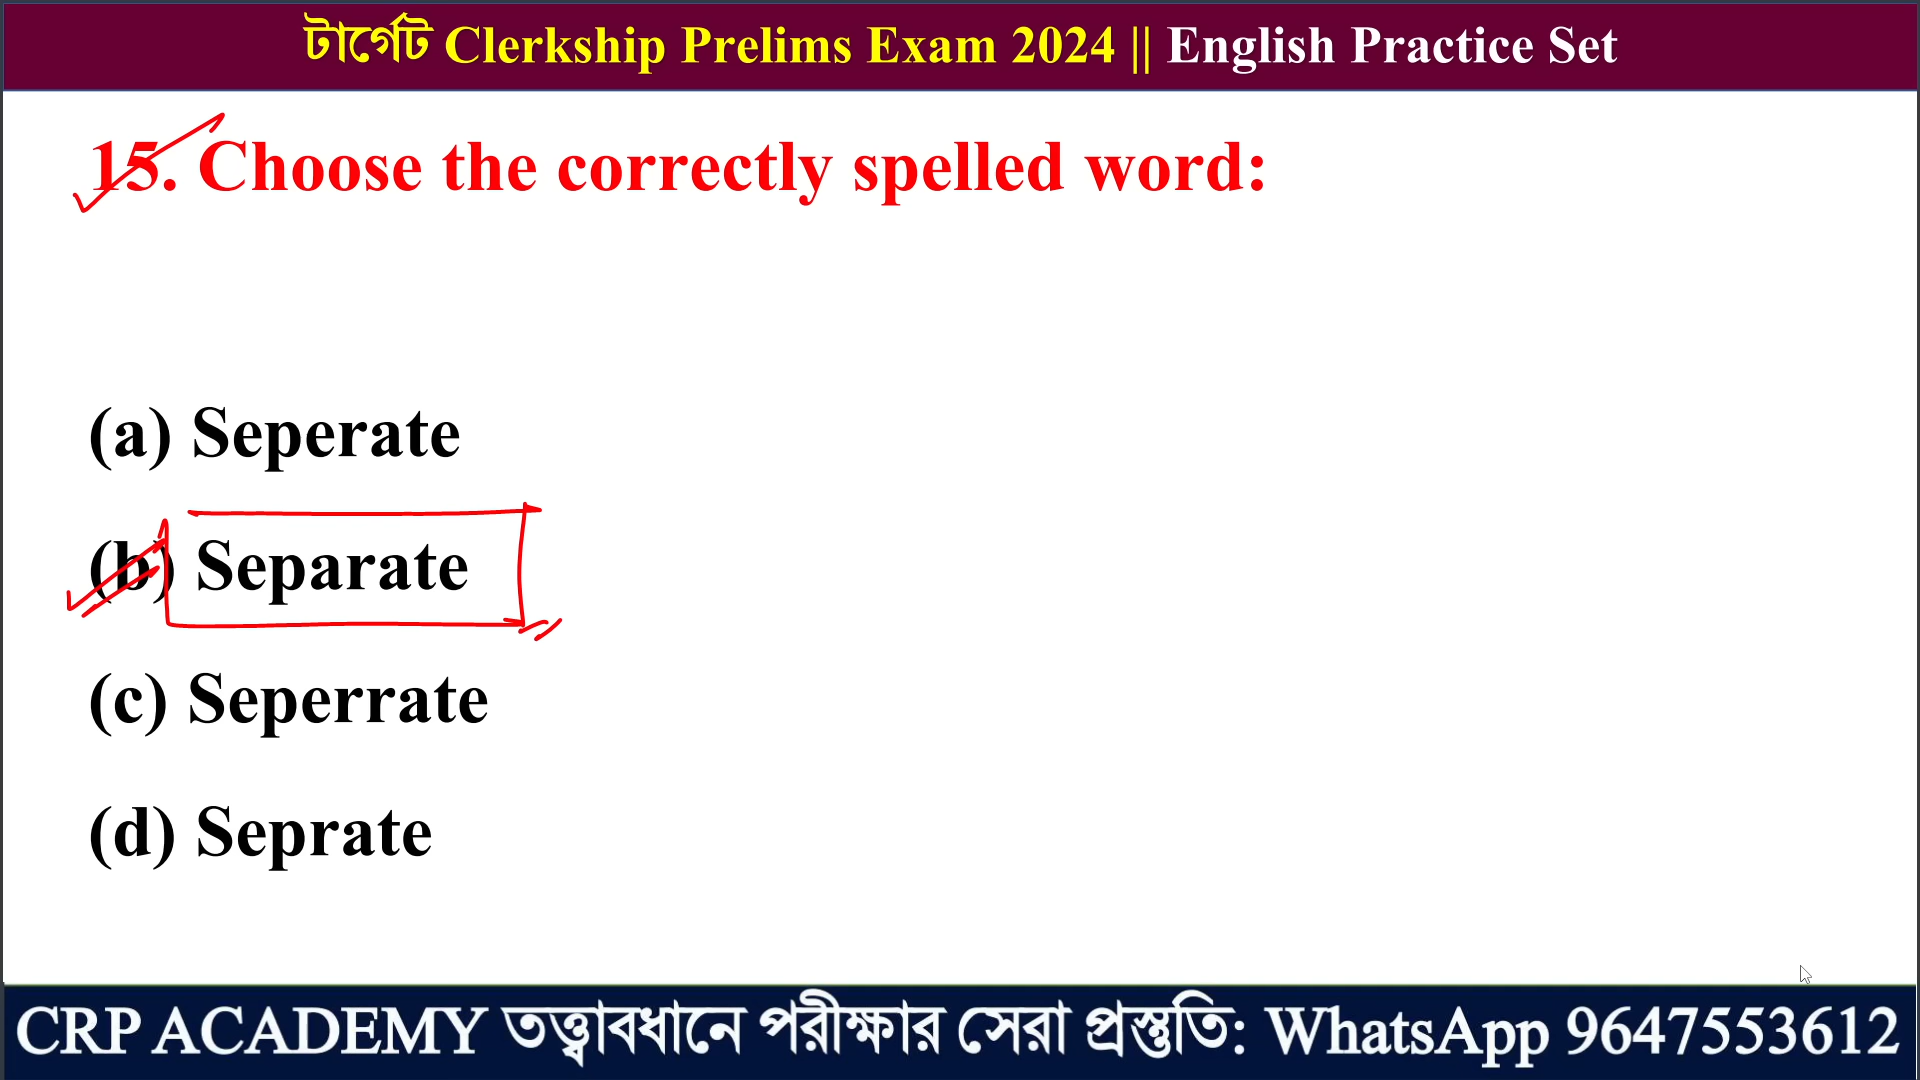 টার্গেট Clerkship Prelims Exam 2024 || English Practice Set
15. Choose the correctly spelled word:
(a) Seperate
(b) Separate
(c) Seperrate
(d) Seprate
CRP ACADEMY তত্ত্বাবধানে পরীক্ষার সেরা প্রস্তুতি: WhatsApp 9647553612